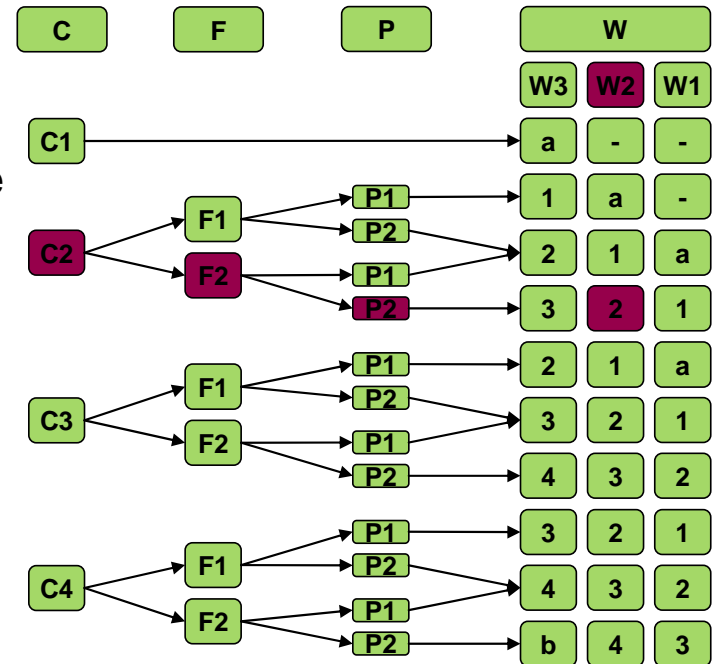 C F P W
W3 W2 W1
C1 a - -
e
P1 1 a -
F1
P2
C2 2 1 a
F2 P1
P2 3 2 1
P1 2 1 a
F1
P2
C3 3 2 1
F2 P1
P2 4 3 2
P1 3 2 1
F1 P2
C4 4 3 2
F2 P1
P2 b 4 3